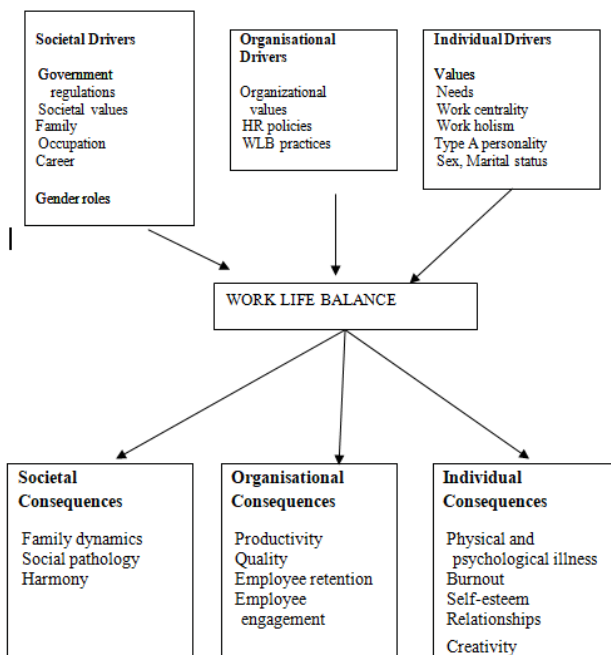 Societal Drivers
Government
regulations
Societal values
Family
Occupation
Career
Gender roles
Organisational
Drivers
Organizational
values
HR policies
WLB practices
Individual Drivers
Values
Needs
Work centrality
Work holism
Type A personality
Sex, Marital status
WORK LIFE BALANCE
Societal
Consequences
Family dynamics
Social pathology
Harmony
Organisational
Consequences
Productivity
Quality
Employee retention
Employee
engagement
Individual
Consequences
Physical and
psychological illness
Burnout
Self-esteem
Relationships
Creativity